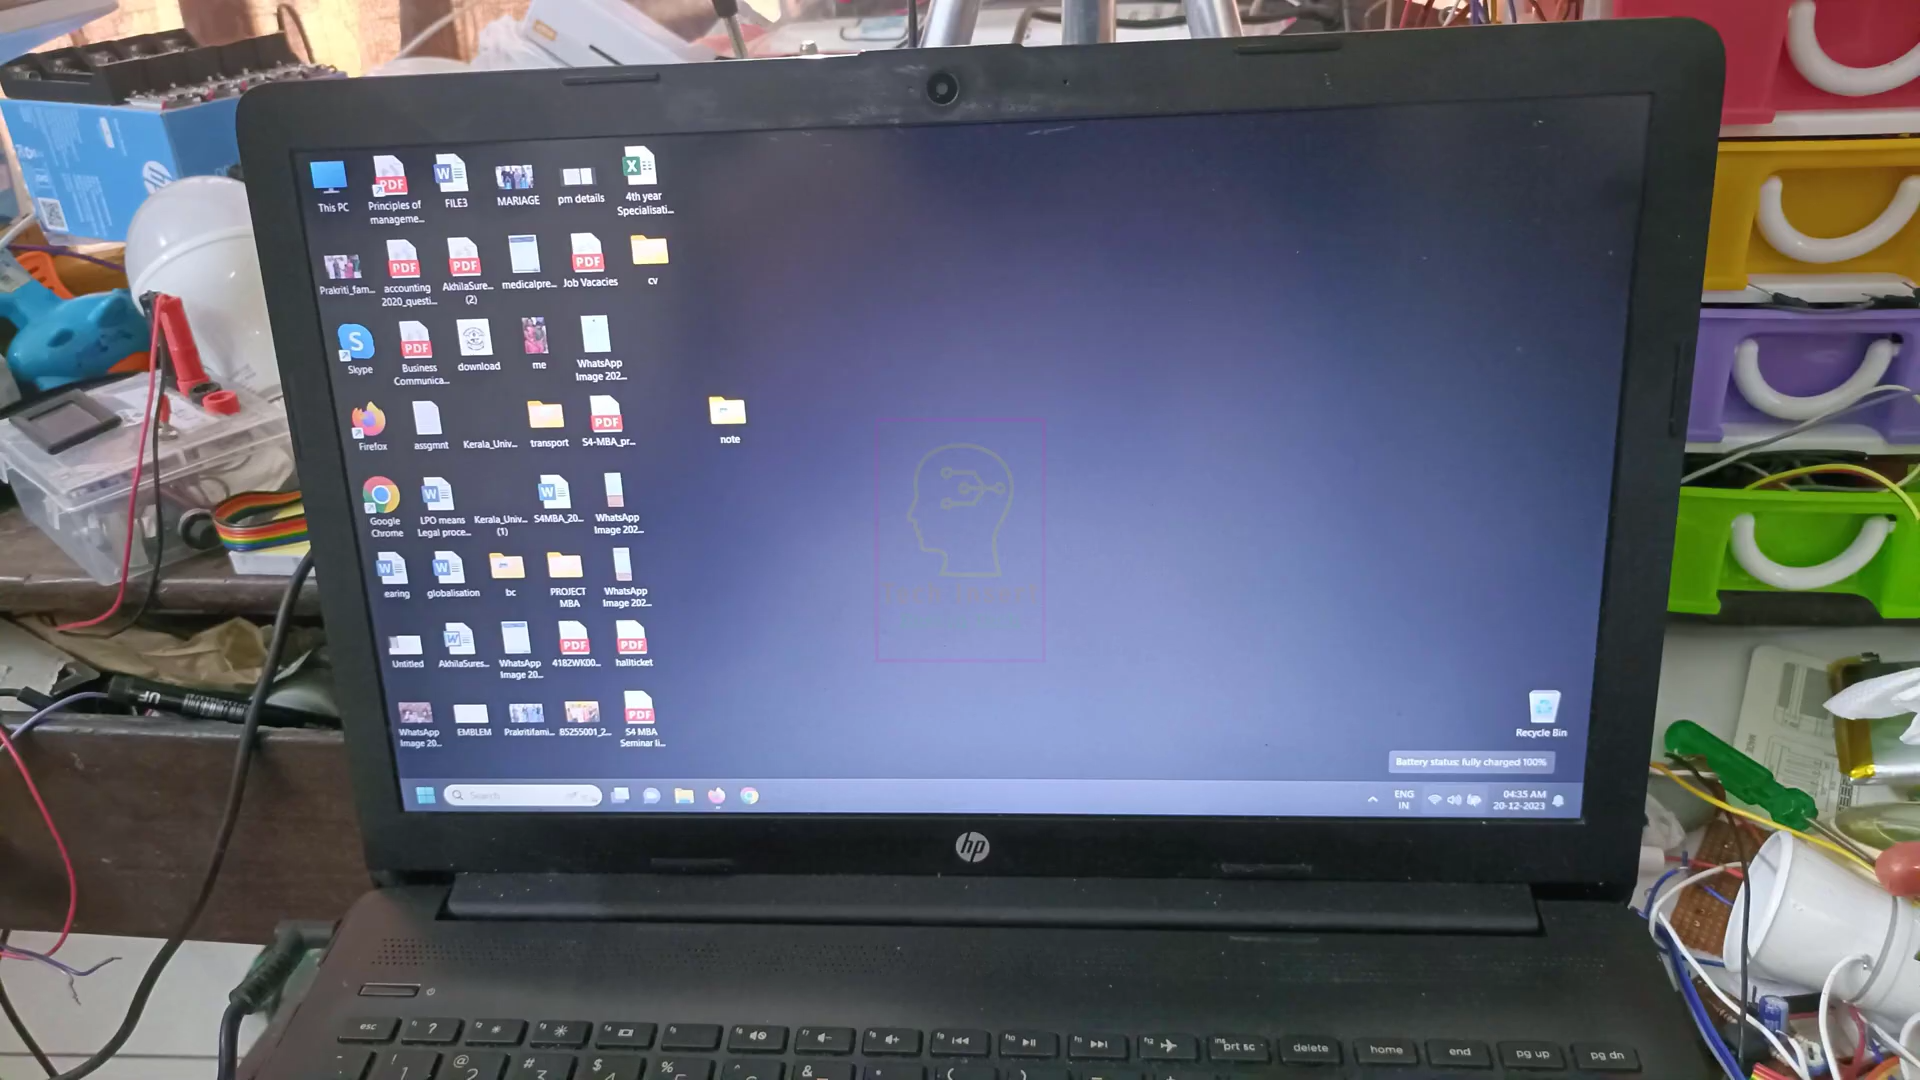 This PC
Principles of
manageme...
FILE3
MARIAGE
pm details
4th year
Specialisati...
Prakriti_fam...
accounting
2020_questi...
AkhilaSure...
(2)
medicalpre...
Job Vacacies
cv
Skype
Business
Communica...
download
me
WhatsApp
Image 202...
Firefox
assgmnt
Kerala_Univ...
transport
S4-MBA_pr...
note
Google
Chrome
LPO means
Legal proce...
Kerala_Univ...
(1)
S4MBA_20...
WhatsApp
Image 202...
earing
globalisation
bc
PROJECT
MBA
WhatsApp
Image 202...
Untitled
AkhilaSures...
WhatsApp
Image 20...
4182WK00...
hallticket
WhatsApp
Image 20...
EMBLEM
Prakritifami...
85255001_2...
S4 MBA
Seminar li...
Recycle Bin
Battery status: fully charged 100%
Search
ENG
IN
04:35 AM
20-12-2023
hp
esc
prt sc
delete
home
end
pg up
pg dn